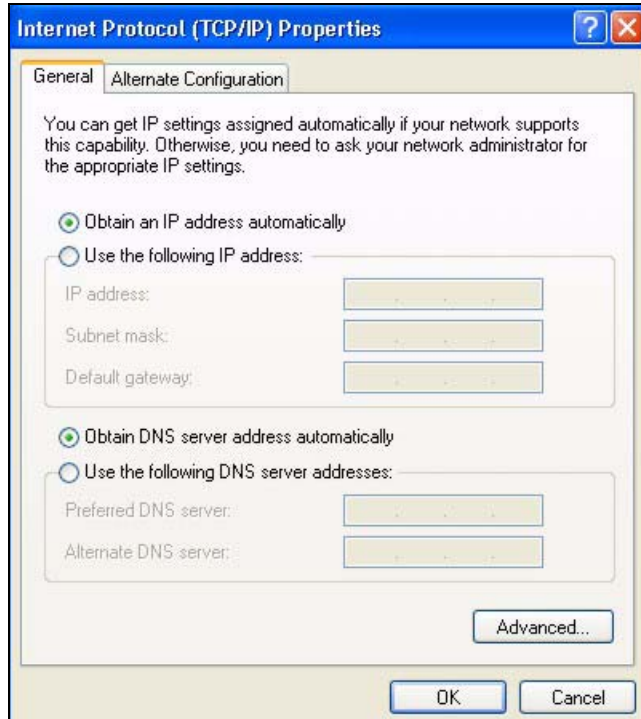 Internet Protocol (TCP/IP) Properties
General
Alternate Configuration
You can get IP settings assigned automatically if your network supports
this capability. Otherwise, you need to ask your network administrator for
the appropriate IP settings.
Obtain an IP address automatically
Use the following IP address:
IP address:
Subnet mask:
Default gateway:
Obtain DNS server address automatically
Use the following DNS server addresses:
Preferred DNS server:
Alternate DNS server:
Advanced...
OK
Cancel